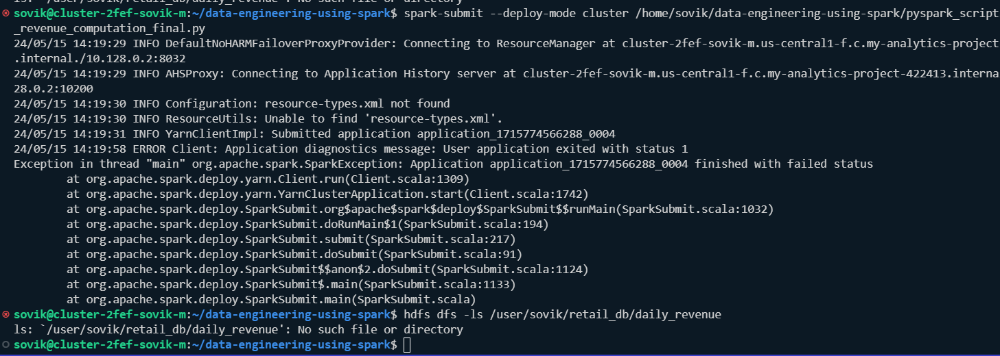 ls: `/user/sovik/retail_db/daily_revenue': No such file or directory
sovik@cluster-2fef-sovik-m:~/data-engineering-using-spark$ spark-submit --deploy-mode cluster /home/sovik/data-engineering-using-spark/pyspark_script
_revenue_computation_final.py
24/05/15 14:19:29 INFO DefaultNoHARMFailoverProxyProvider: Connecting to ResourceManager at cluster-2fef-sovik-m.us-central1-f.c.my-analytics-project
.internal./10.128.0.2:8032
24/05/15 14:19:29 INFO AHSProxy: Connecting to Application History server at cluster-2fef-sovik-m.us-central1-f.c.my-analytics-project-422413.interna
28.0.2:10200
24/05/15 14:19:30 INFO Configuration: resource-types.xml not found
24/05/15 14:19:30 INFO ResourceUtils: Unable to find 'resource-types.xml'.
24/05/15 14:19:31 INFO YarnClientImpl: Submitted application application_1715774566288_0004
24/05/15 14:19:58 ERROR Client: Application diagnostics message: User application exited with status 1
Exception in thread "main" org.apache.spark.SparkException: Application application_1715774566288_0004 finished with failed status
        at org.apache.spark.deploy.yarn.Client.run(Client.scala:1309)
        at org.apache.spark.deploy.yarn.YarnClusterApplication.start(Client.scala:1742)
        at org.apache.spark.deploy.SparkSubmit.org$apache$spark$deploy$SparkSubmit$$runMain(SparkSubmit.scala:1032)
        at org.apache.spark.deploy.SparkSubmit.doRunMain$1(SparkSubmit.scala:194)
        at org.apache.spark.deploy.SparkSubmit.submit(SparkSubmit.scala:217)
        at org.apache.spark.deploy.SparkSubmit.doSubmit(SparkSubmit.scala:91)
        at org.apache.spark.deploy.SparkSubmit$$anon$2.doSubmit(SparkSubmit.scala:1124)
        at org.apache.spark.deploy.SparkSubmit$.main(SparkSubmit.scala:1133)
        at org.apache.spark.deploy.SparkSubmit.main(SparkSubmit.scala)
sovik@cluster-2fef-sovik-m:~/data-engineering-using-spark$ hdfs dfs -ls /user/sovik/retail_db/daily_revenue
ls: `/user/sovik/retail_db/daily_revenue': No such file or directory
sovik@cluster-2fef-sovik-m:~/data-engineering-using-spark$